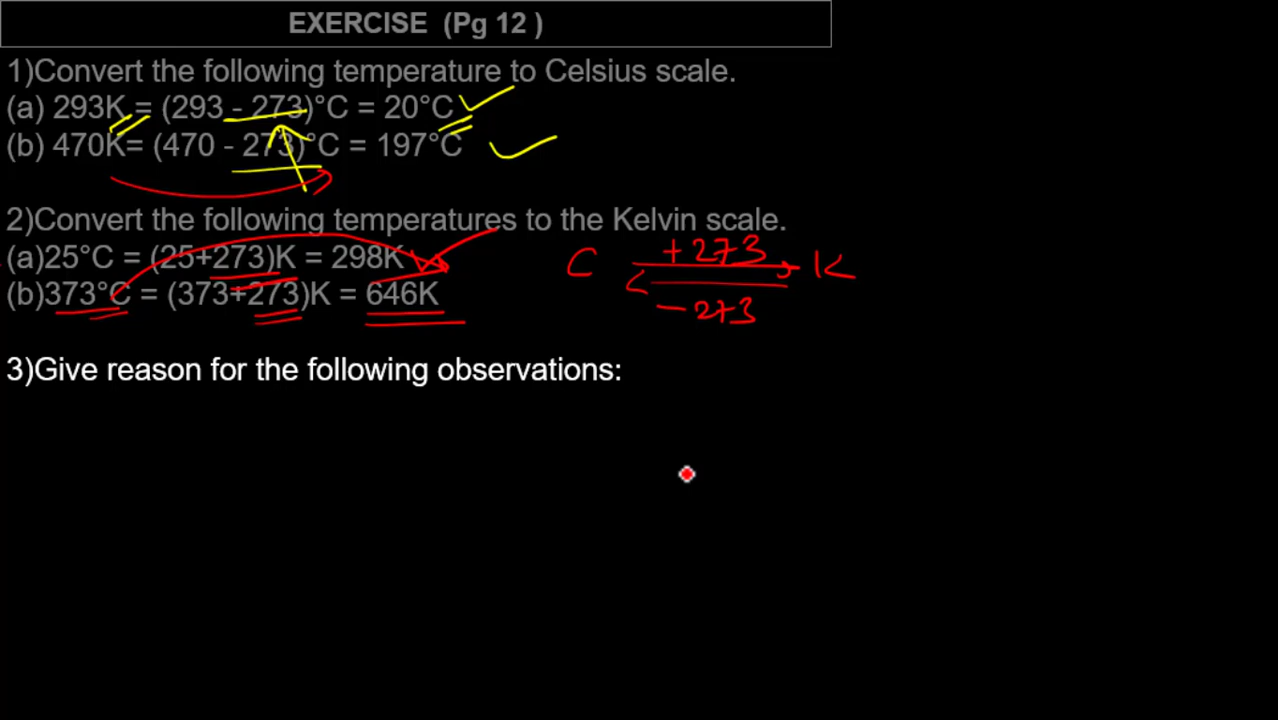 EXERCISE (Pg 12 )
1)Convert the following temperature to Celsius scale.
(a) 293K = (293 - 273)°C = 20°C
(b) 470K= (470 - 273)°C = 197°C
2)Convert the following temperatures to the Kelvin scale.
(a)25°C = (25+273)K = 298K
(b)373°C = (373+273)K = 646K
C +273 K
-273
3)Give reason for the following observations: